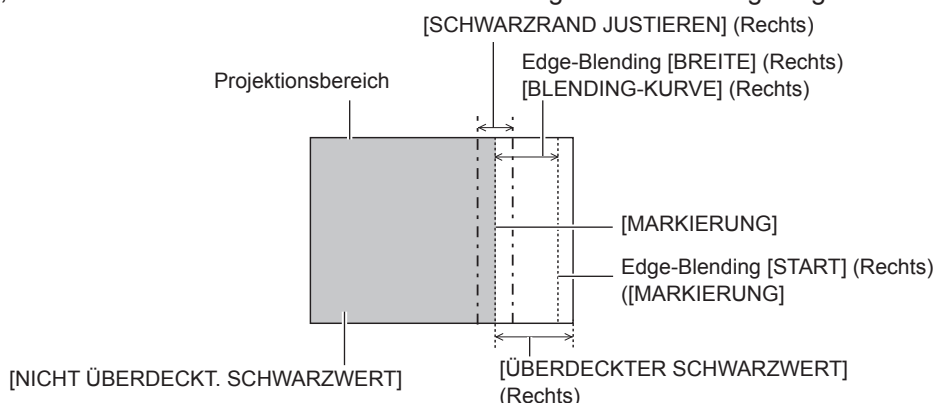 [SCHWARZRAND JUSTIEREN] (Rechts)
Edge-Blending [BREITE] (Rechts)
[BLENDING-KURVE] (Rechts)
Projektionsbereich
[MARKIERUNG]
Edge-Blending [START] (Rechts)
([MARKIERUNG]
[NICHT ÜBERDECKT. SCHWARZWERT]
[ÜBERDECKTER SCHWARZWERT]
(Rechts)